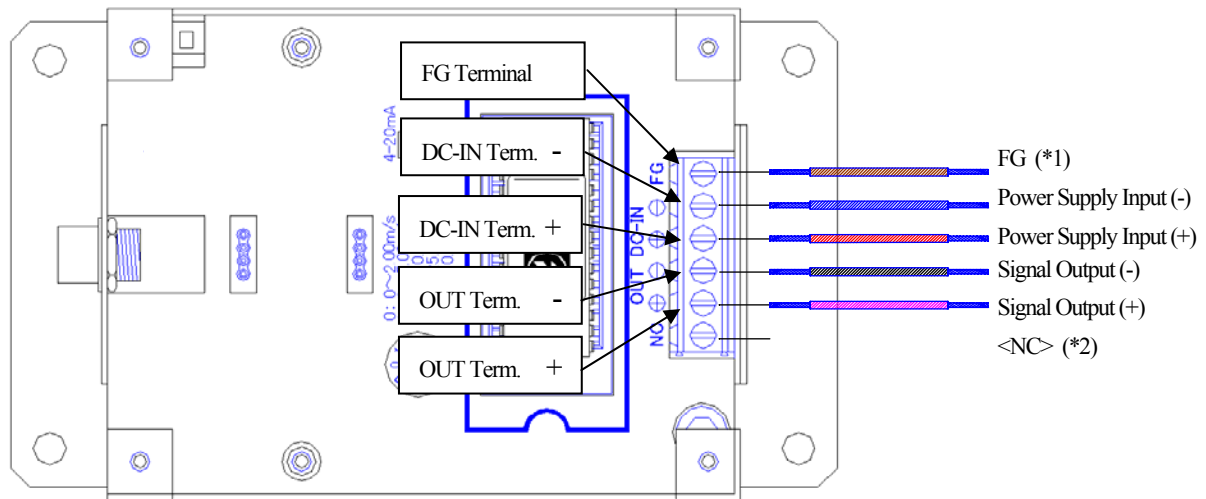 FG Terminal
DC-IN Term. -
DC-IN Term. +
OUT Term. -
OUT Term. +
4-20mA
FG
DC-IN
OUT
NC
FG (*1)
Power Supply Input (-)
Power Supply Input (+)
Signal Output (-)
Signal Output (+)
<NC> (*2)